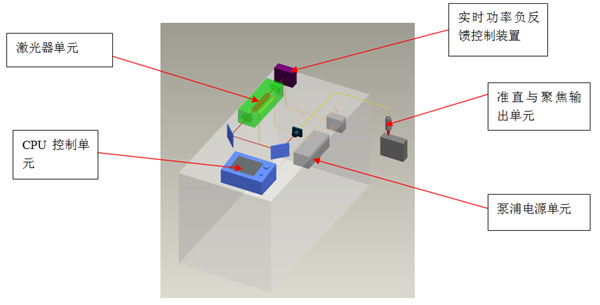 实时功率负反
馈控制装置
激光器单元
准直与聚焦输
出单元
CPU 控制单
元
泵浦电源单元